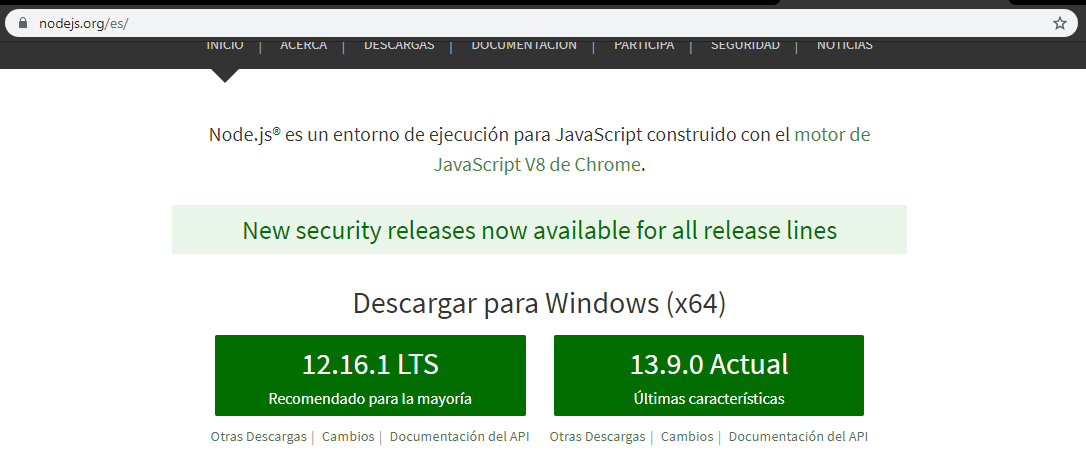 nodejs.org/es/
INICIO | ACERCA | DESCARGAS | DOCUMENTACIÓN | PARTICIPA | SEGURIDAD | NOTICIAS
Node.js® es un entorno de ejecución para JavaScript construido con el motor de
JavaScript V8 de Chrome.
New security releases now available for all release lines
Descargar para Windows (x64)
12.16.1 LTS
Recomendado para la mayoría
13.9.0 Actual
Últimas características
Otras Descargas | Cambios | Documentación del API
Otras Descargas | Cambios | Documentación del API